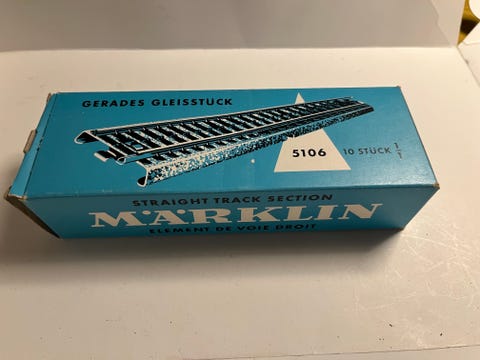 GERADES GLEISSTÜCK
5106
10 STÜCK 1/1
STRAIGHT TRACK SECTION
MÄRKLIN
ELEMENT DE VOIE DROIT